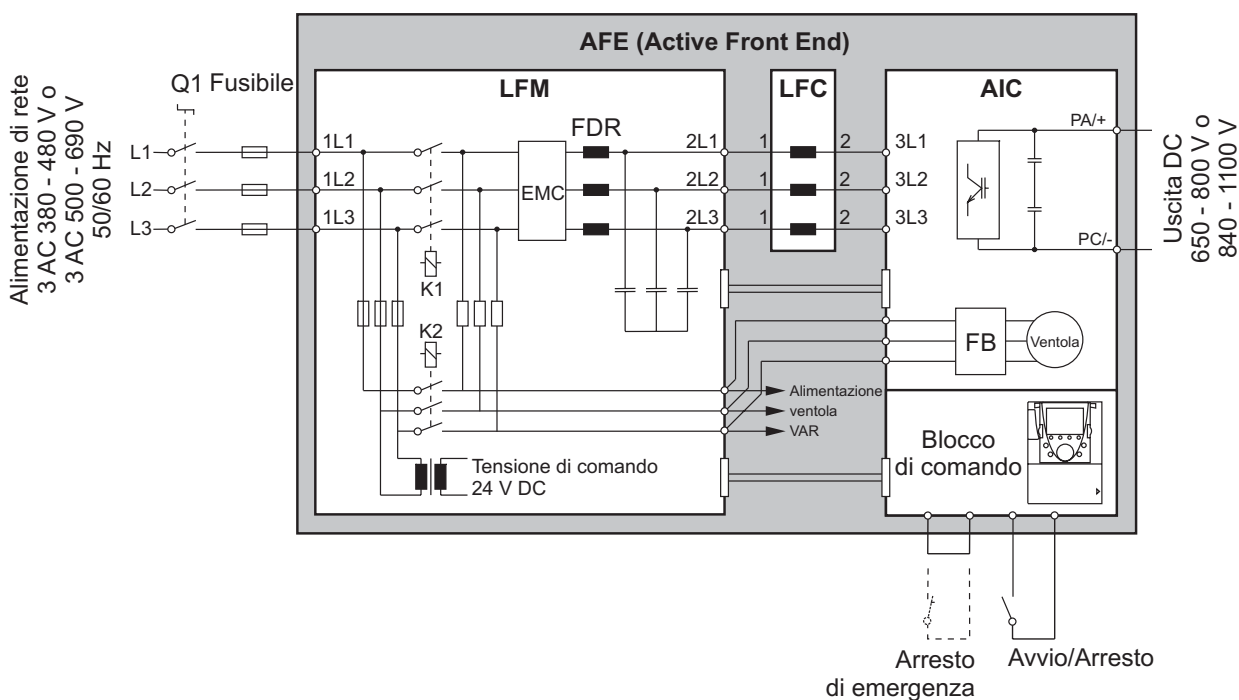 AFE (Active Front End)
Alimentazione di rete
3 AC 380 - 480 V o
3 AC 500 - 690 V
50/60 Hz
Q1 Fusibile
LFM
LFC
AIC
FDR
EMC
L1
1L1
2L1
1
2
3L1
L2
1L2
2L2
1
2
3L2
L3
1L3
2L3
1
2
3L3
PA/+
PC/-
Uscita DC
650 - 800 V o
840 - 1100 V
K1
K2
FB
Ventola
Alimentazione
ventola
VAR
Tensione di comando
24 V DC
Blocco
di comando
Arresto
di emergenza
Avvio/Arresto